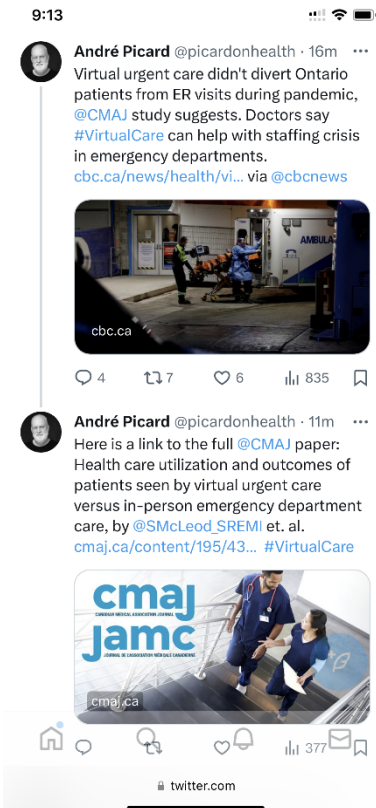 9:13
André Picard @picardonhealth · 16m
Virtual urgent care didn't divert Ontario
patients from ER visits during pandemic,
@CMAJ study suggests. Doctors say
#VirtualCare can help with staffing crisis
in emergency departments.
cbc.ca/news/health/vi... via @cbcnews
AMBULA
cbc.ca
4 7 6 835
André Picard @picardonhealth · 11m
Here is a link to the full @CMAJ paper:
Health care utilization and outcomes of
patients seen by virtual urgent care
versus in-person emergency department
care, by @SMcLeod_SREMI et. al.
cmaj.ca/content/195/43... #VirtualCare
cmaj
CANADIAN MEDICAL ASSOCIATION JOURNAL
jamc
JOURNAL DE L'ASSOCIATION MÉDICALE CANADIENNE
cmaj.ca
377
twitter.com